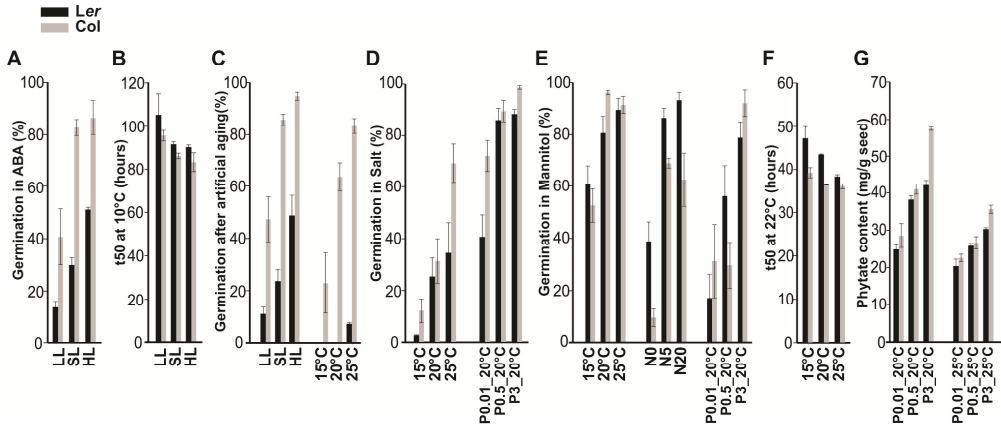 Ler
Col
A
B
C
D
E
F
G
Germination in ABA (%)
100
80
60
40
20
0
LL
SL
HL
t50 at 10°C (hours)
120
100
80
60
40
20
0
LL
SL
HL
Germination after artificial aging(%)
100
80
60
40
20
0
LL
SL
HL
15°C
20°C
25°C
Germination in Salt (%)
100
80
60
40
20
0
15°C
20°C
25°C
P0.01_20°C
P0.5_20°C
P3_20°C
Germination in Mannitol (%)
100
80
60
40
20
0
15°C
20°C
25°C
N0
N5
N20
P0.01_20°C
P0.5_20°C
P3_20°C
t50 at 22°C (hours)
60
50
40
30
20
10
0
15°C
20°C
25°C
Phytate content (mg/g seed)
70
60
50
40
30
20
10
0
P0.01_20°C
P0.5_20°C
P3_20°C
P0.01_25°C
P0.5_25°C
P3_25°C